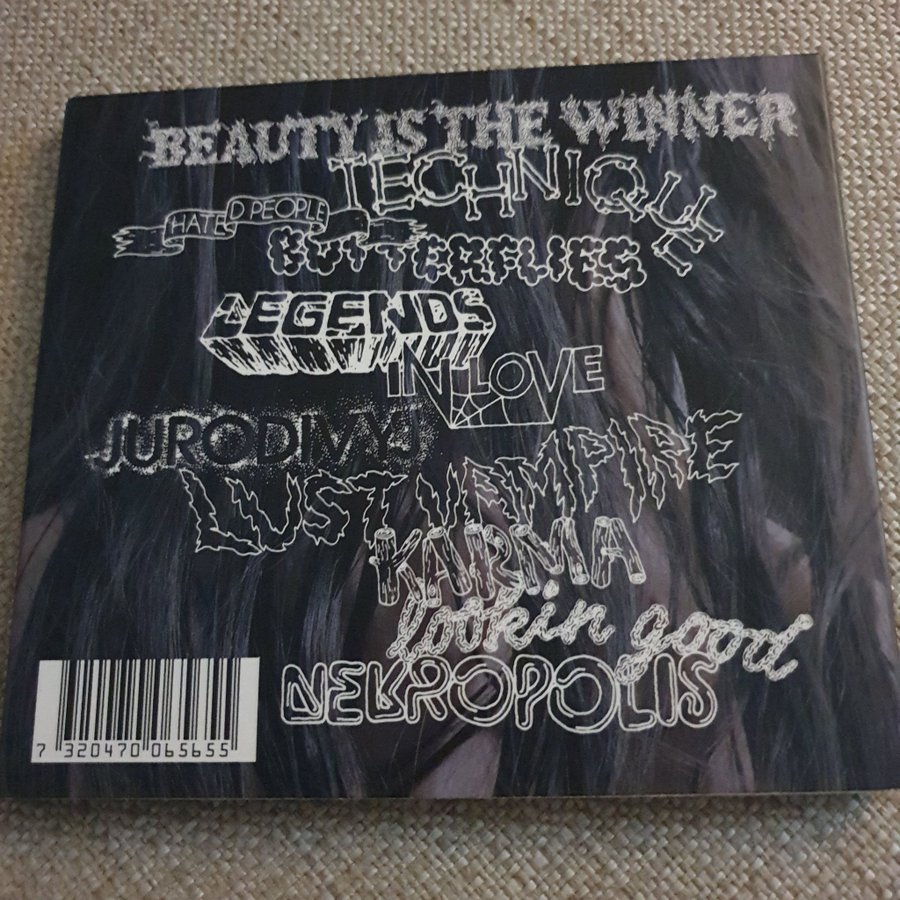 BEAUTY IS THE WINNER
TECHNIQUE
HATED PEOPLE
BUTTERFLIES
LEGENDS
IN LOVE
JURODIVYJ
LUST VAMPIRE
KARMA
lookin good
NEKROPOLIS
7 320470 065655